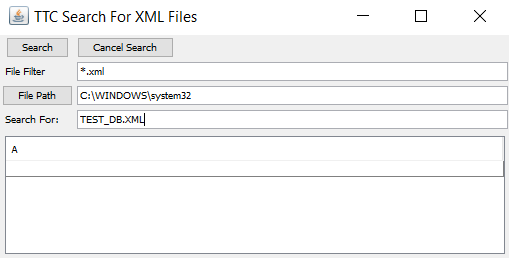 TTC Search For XML Files
Search Cancel Search
File Filter *.xml
File Path C:\WINDOWS\system32
Search For: TEST_DB.XML
A